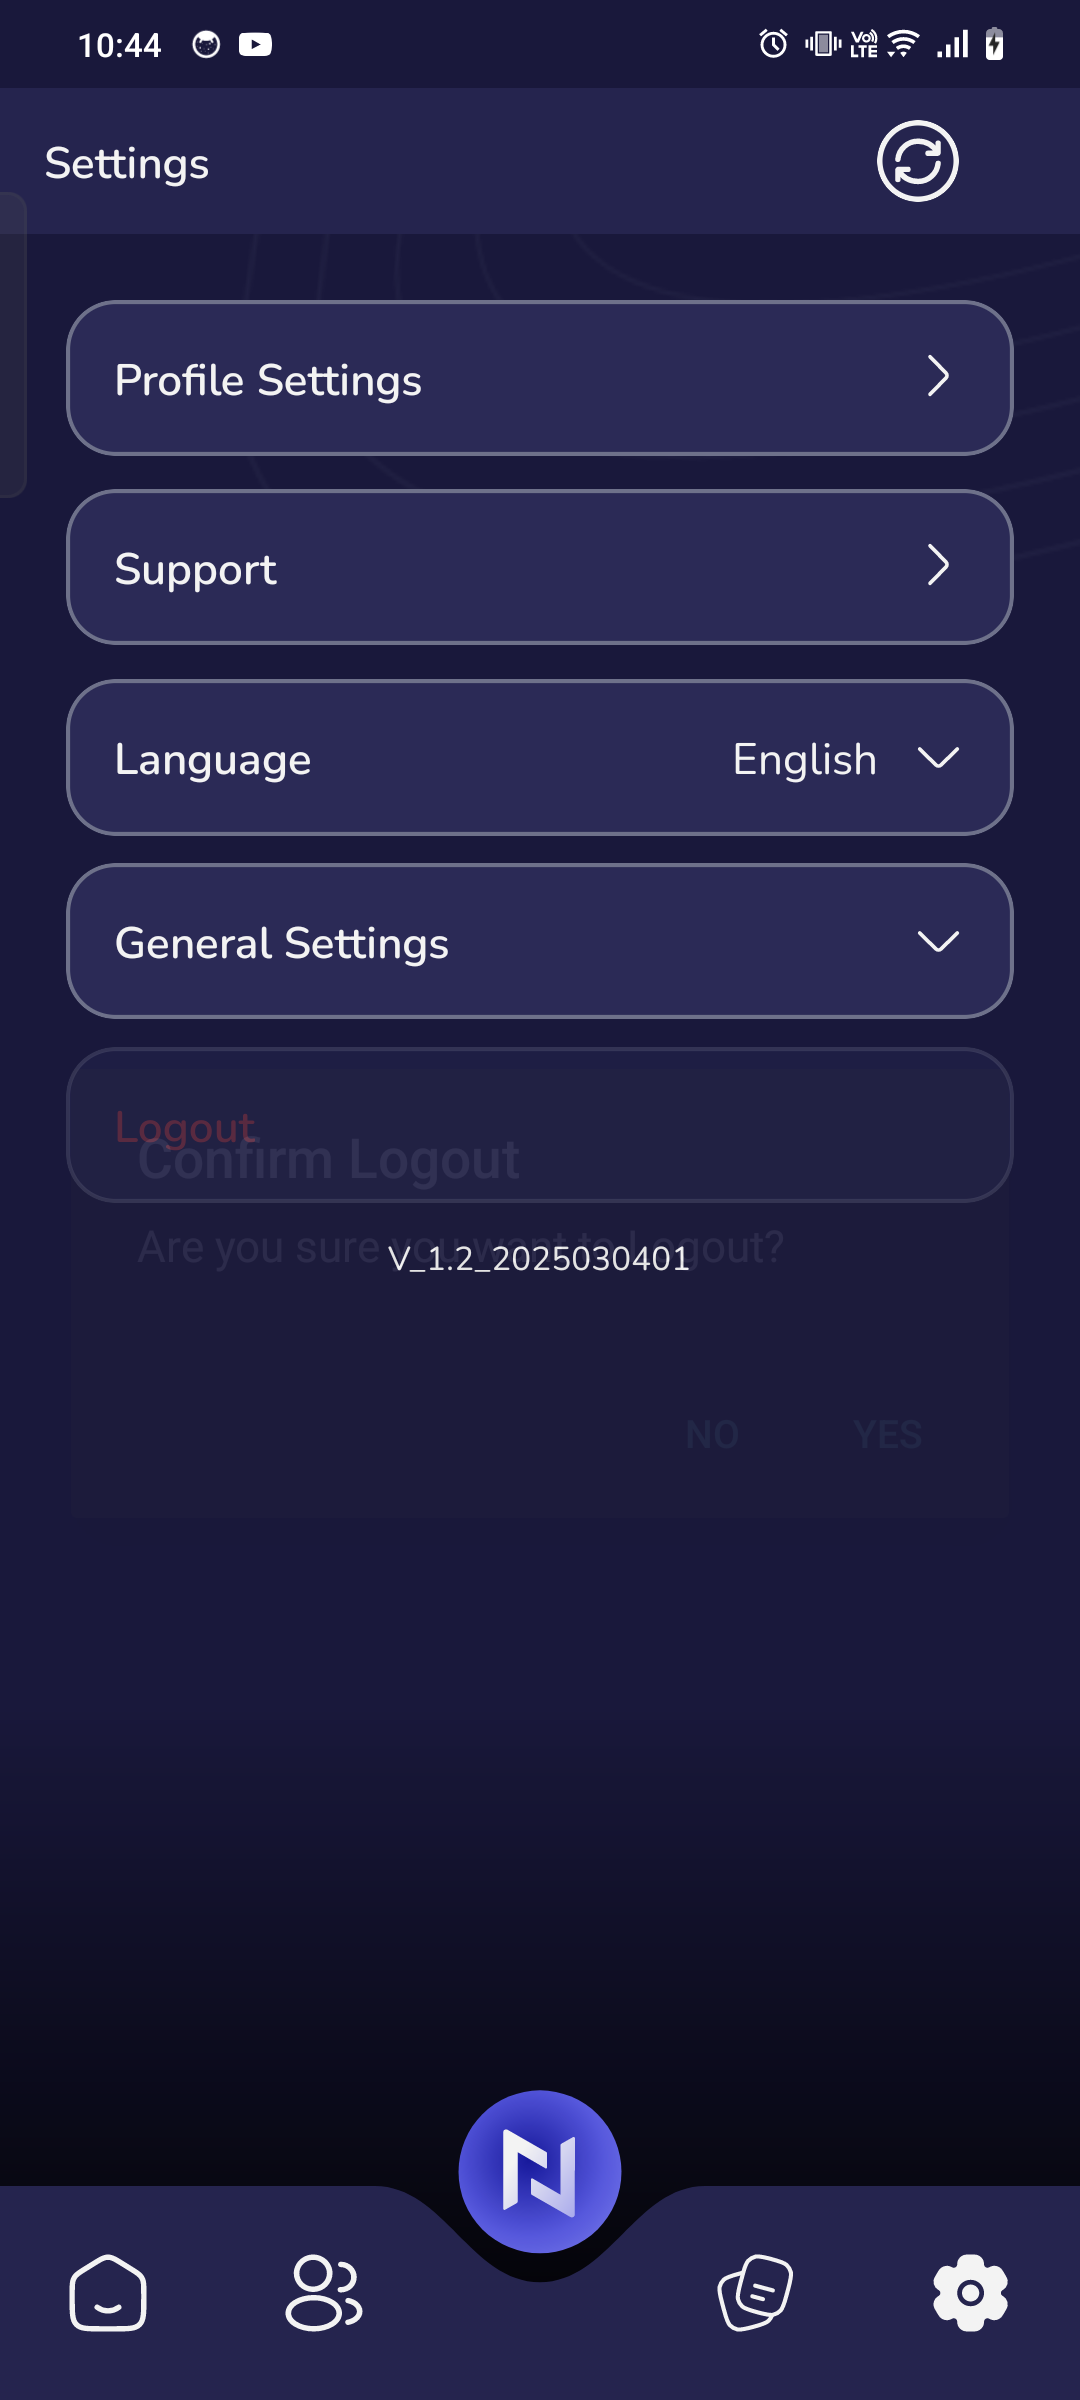 10:44
VoLTE
Settings
Profile Settings
Support
Language English
General Settings
Logout
Confirm Logout
Are you sure you want to Logout?
V_1.2_2025030401
NO YES